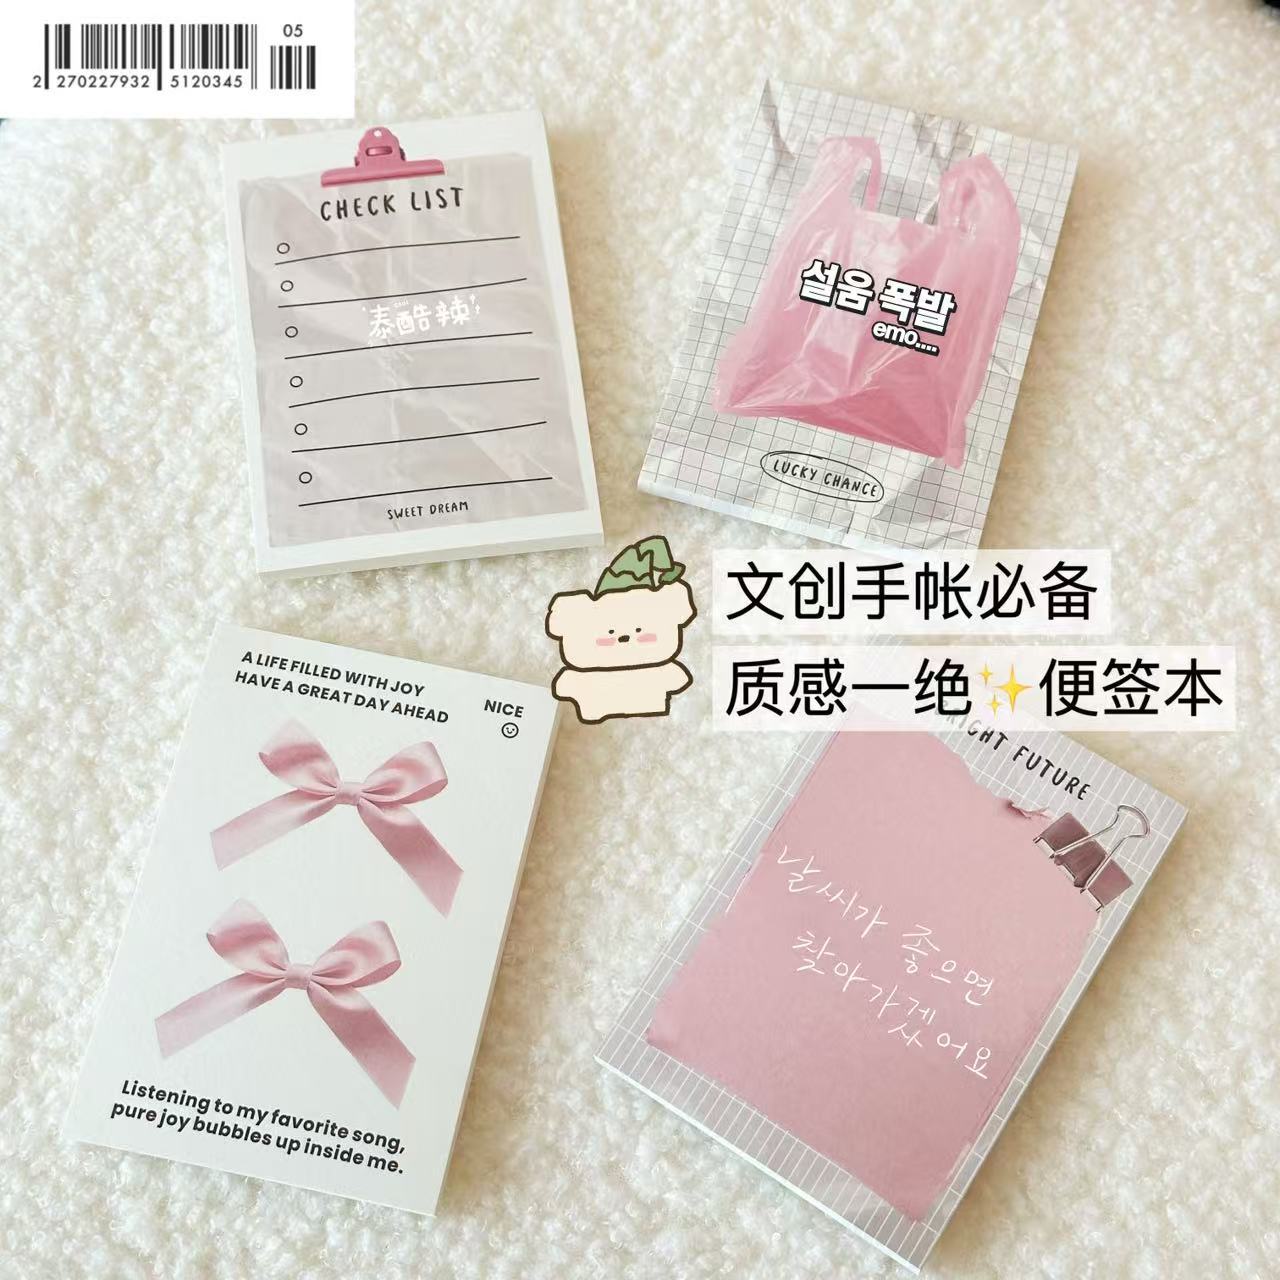 05
2 270227932 5120345
CHECK LIST
泰酷辣
SWEET DREAM
설움 폭발
emo....
LUCKY CHANCE
文创手帐必备
质感一绝✨便签本
A LIFE FILLED WITH JOY
HAVE A GREAT DAY AHEAD
NICE
Listening to my favorite song,
pure joy bubbles up inside me.
BRIGHT FUTURE
날씨가 좋으면
찾아가겠어요